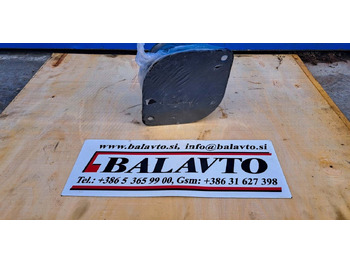 www.balavto.si, info@balavto.si
BALAVTO
Tel.: +386 5 365 99 00, Gsm: +386 31 627 398